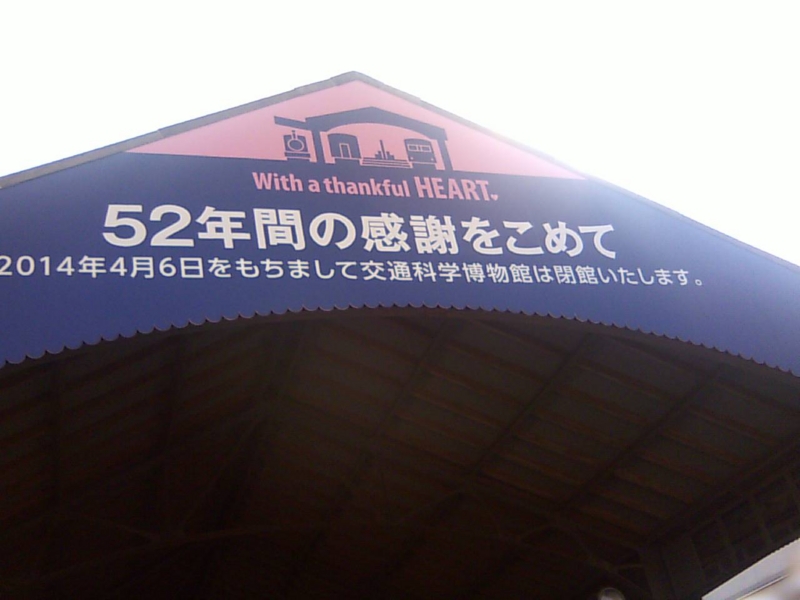 With a thankful HEART♥
52年間の感謝をこめて
2014年4月6日をもちまして交通科学博物館は閉館いたします。